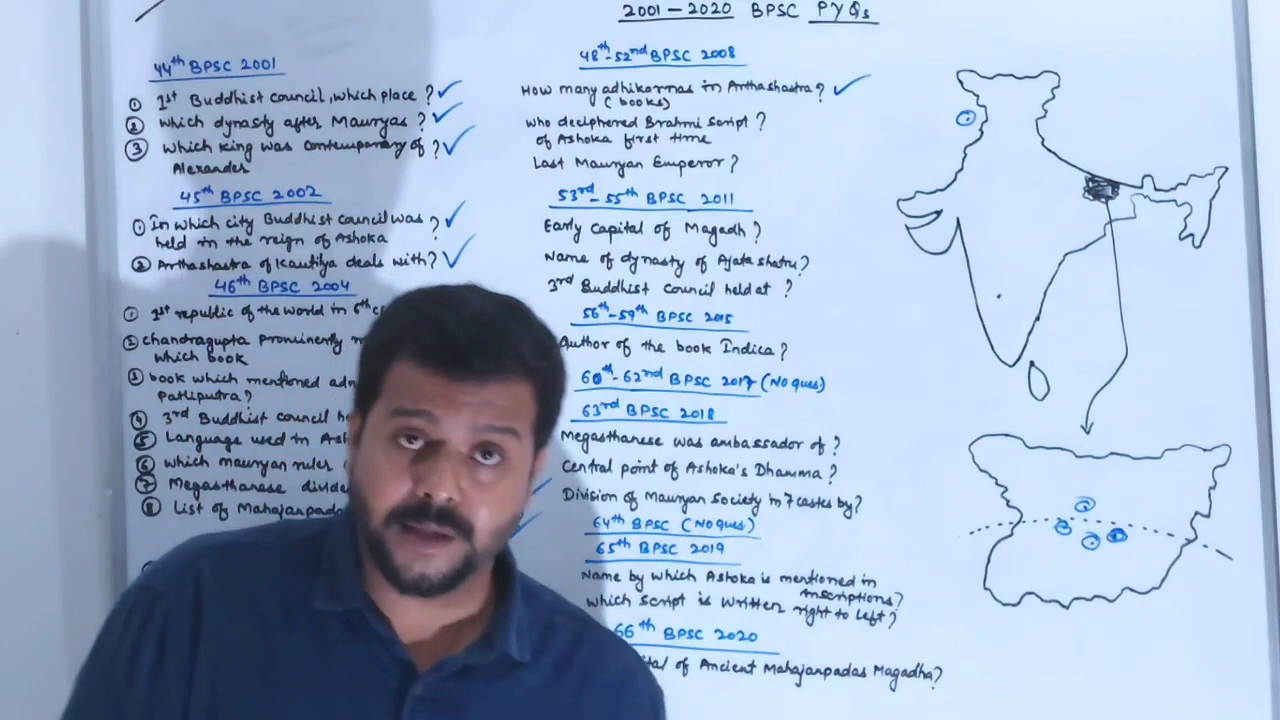 2001 - 2020 BPSC PYQs
44th BPSC 2001
① 1st Buddhist council, which place ?
② which dynasty after Mauryas ?
③ which king was contemporary of ?
Alexander
45th BPSC 2002
① In which city Buddhist council was ?
held in the reign of Ashoka
② Arthashastra of Kautilya deals with?
46th BPSC 2004
① 1st republic of the world in 6th
② chandragupta prominently
which book
③ book which mentioned
Patliputra?
④ 3rd Buddhist council
⑤ Language used in
⑥ which mauryan ruler
⑦ Megasthanese
⑧ List of
48th-52nd BPSC 2008
How many adhikarnas in Arthashastra?
(books)
who deciphered Brahmi Script ?
of Ashoka first time
Last Mauryan Emperor ?
53rd-55th BPSC 2011
Early Capital of Magadh ?
Name of dynasty of Ajatashatru?
3rd Buddhist council held at ?
56th-59th BPSC 2015
Author of the book Indica ?
60th-62nd BPSC 2017 (No ques)
63rd BPSC 2018
Megasthanese was ambassador of ?
Central point of Ashoka's Dhamma ?
Division of Mauryan Society in 7 castes by?
64th BPSC (No ques)
65th BPSC 2019
Name by which Ashoka is mentioned in
inscriptions?
which script is written right to left ?
66th BPSC 2020
of Ancient Mahajanpadas Magadha?